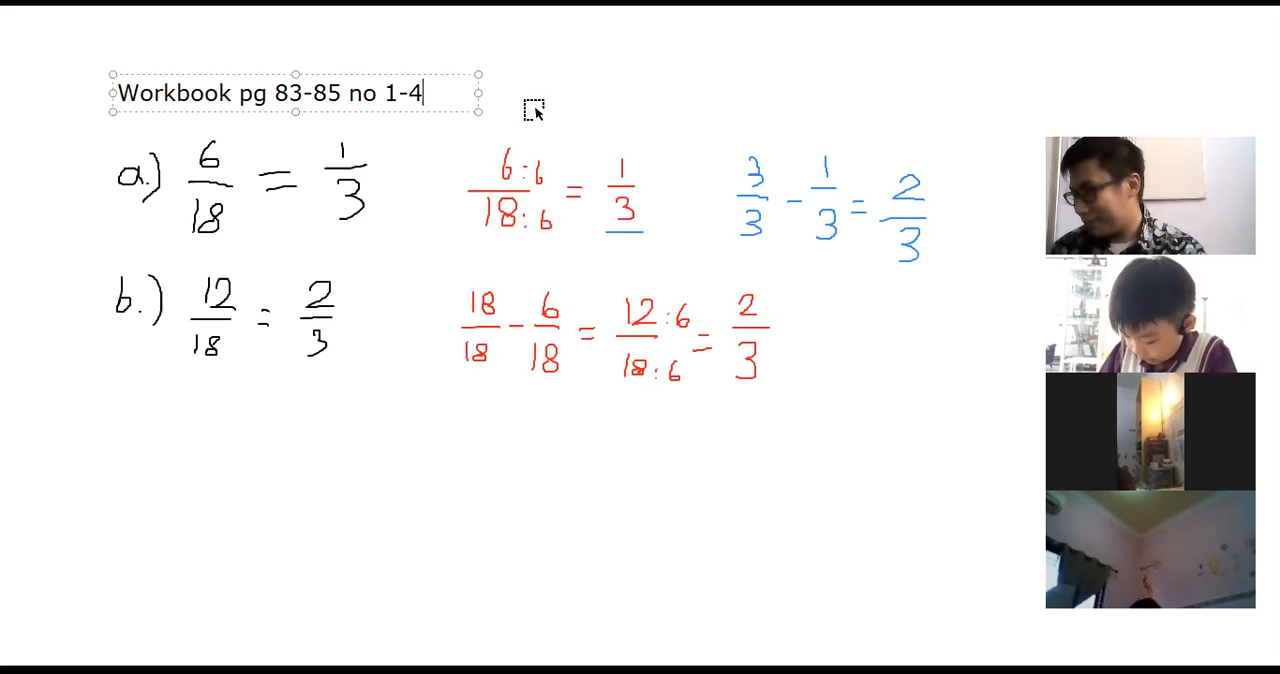 Workbook pg 83-85 no 1-4
a.) 6/18 = 1/3
6:6/18:6 = 1/3
3/3 - 1/3 = 2/3
b.) 12/18 = 2/3
18/18 - 6/18 = 12:6/18:6 = 2/3